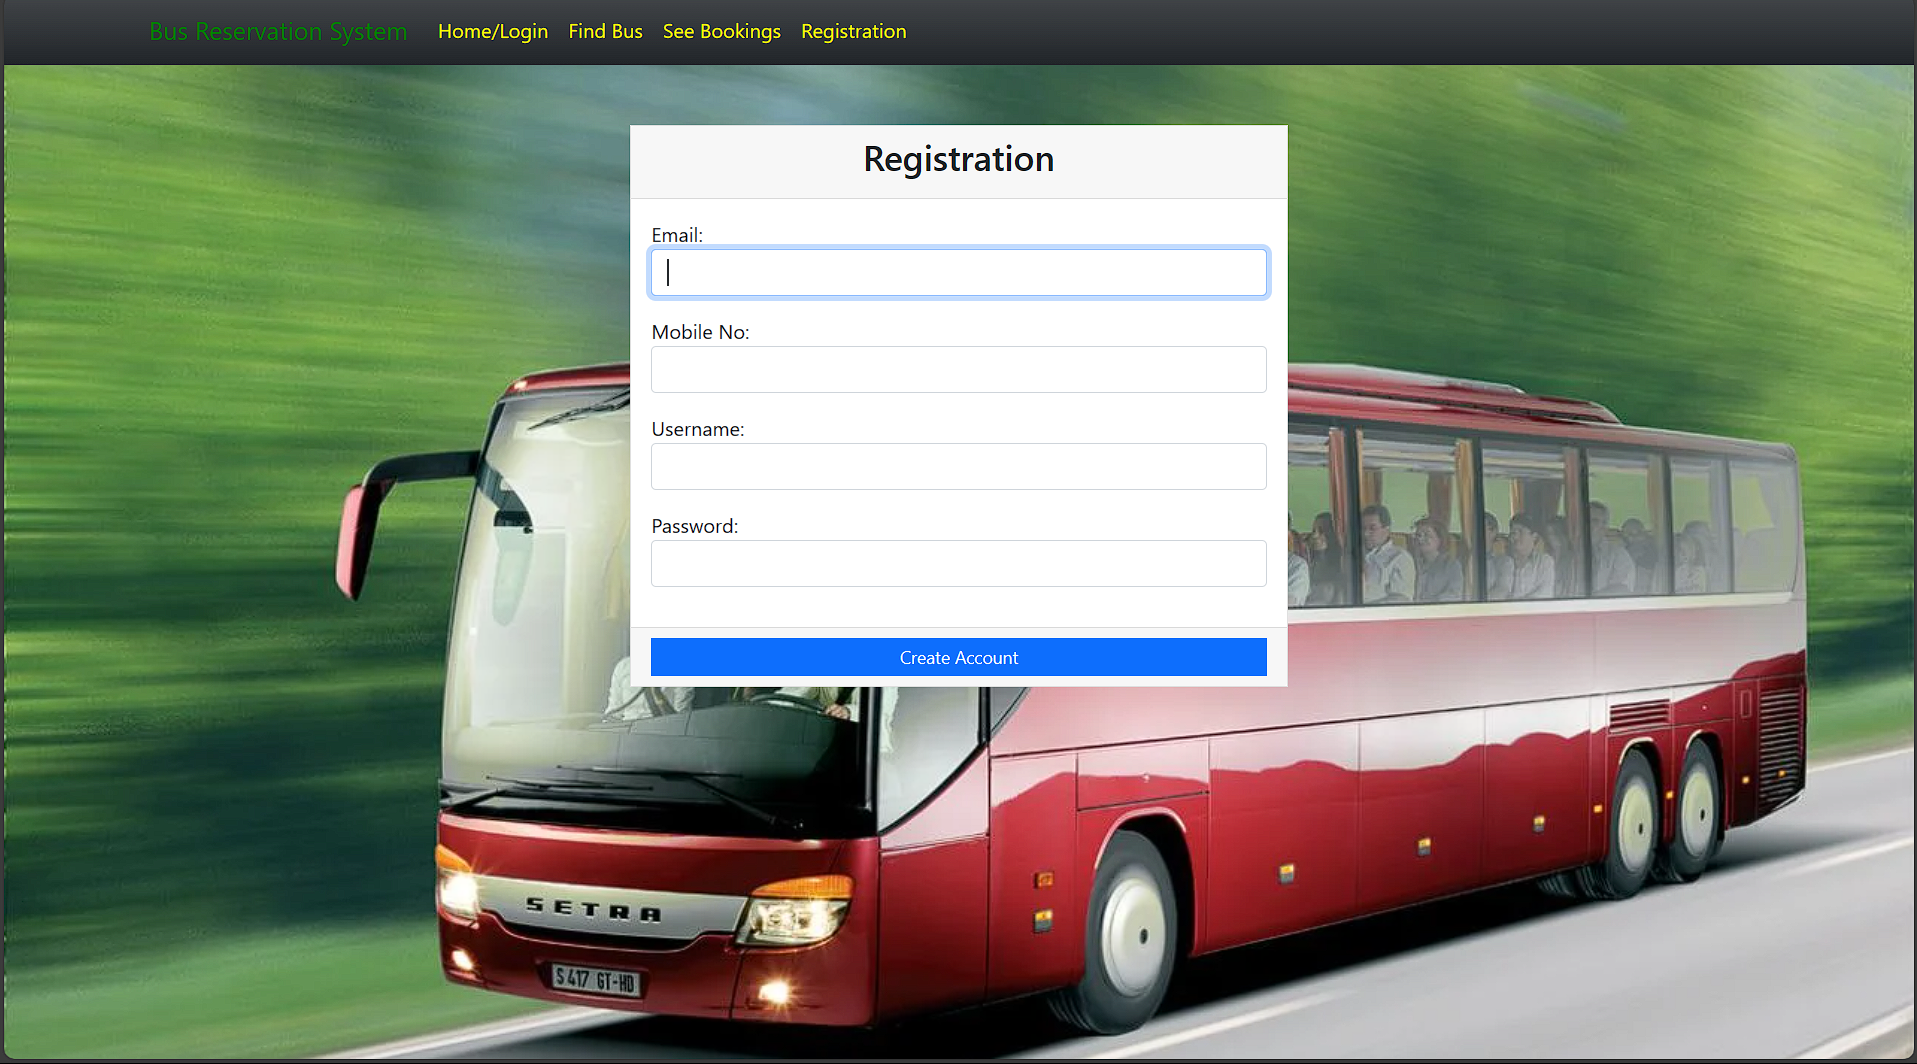 Bus Reservation System Home/Login Find Bus See Bookings Registration
Registration
Email:
Mobile No:
Username:
Password:
Create Account
SETRA
S 417 GT-HD